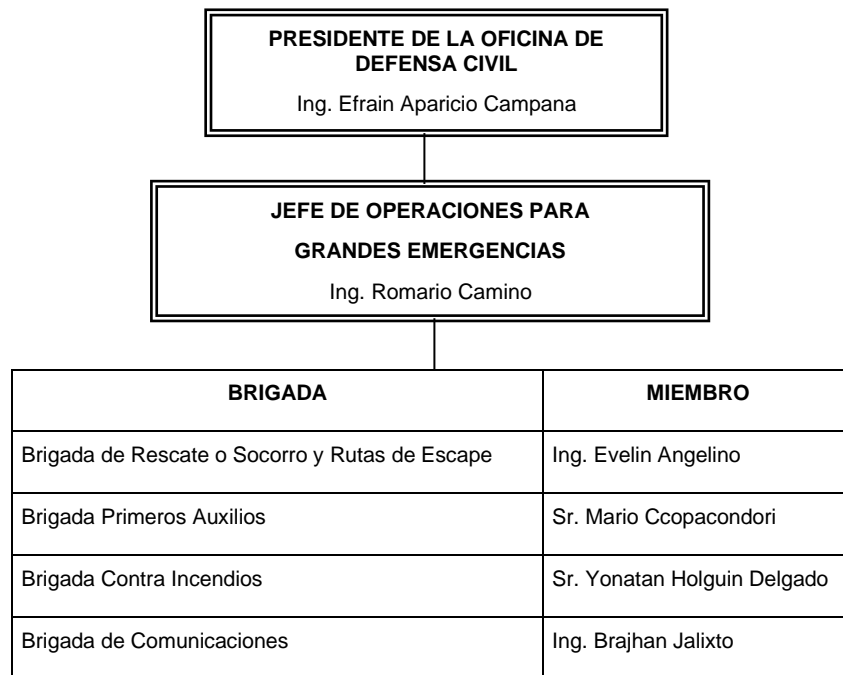 PRESIDENTE DE LA OFICINA DE
DEFENSA CIVIL
Ing. Efrain Aparicio Campana
JEFE DE OPERACIONES PARA
GRANDES EMERGENCIAS
Ing. Romario Camino
BRIGADA MIEMBRO
Brigada de Rescate o Socorro y Rutas de Escape Ing. Evelin Angelino
Brigada Primeros Auxilios Sr. Mario Ccopacondori
Brigada Contra Incendios Sr. Yonatan Holguin Delgado
Brigada de Comunicaciones Ing. Brajhan Jalixto